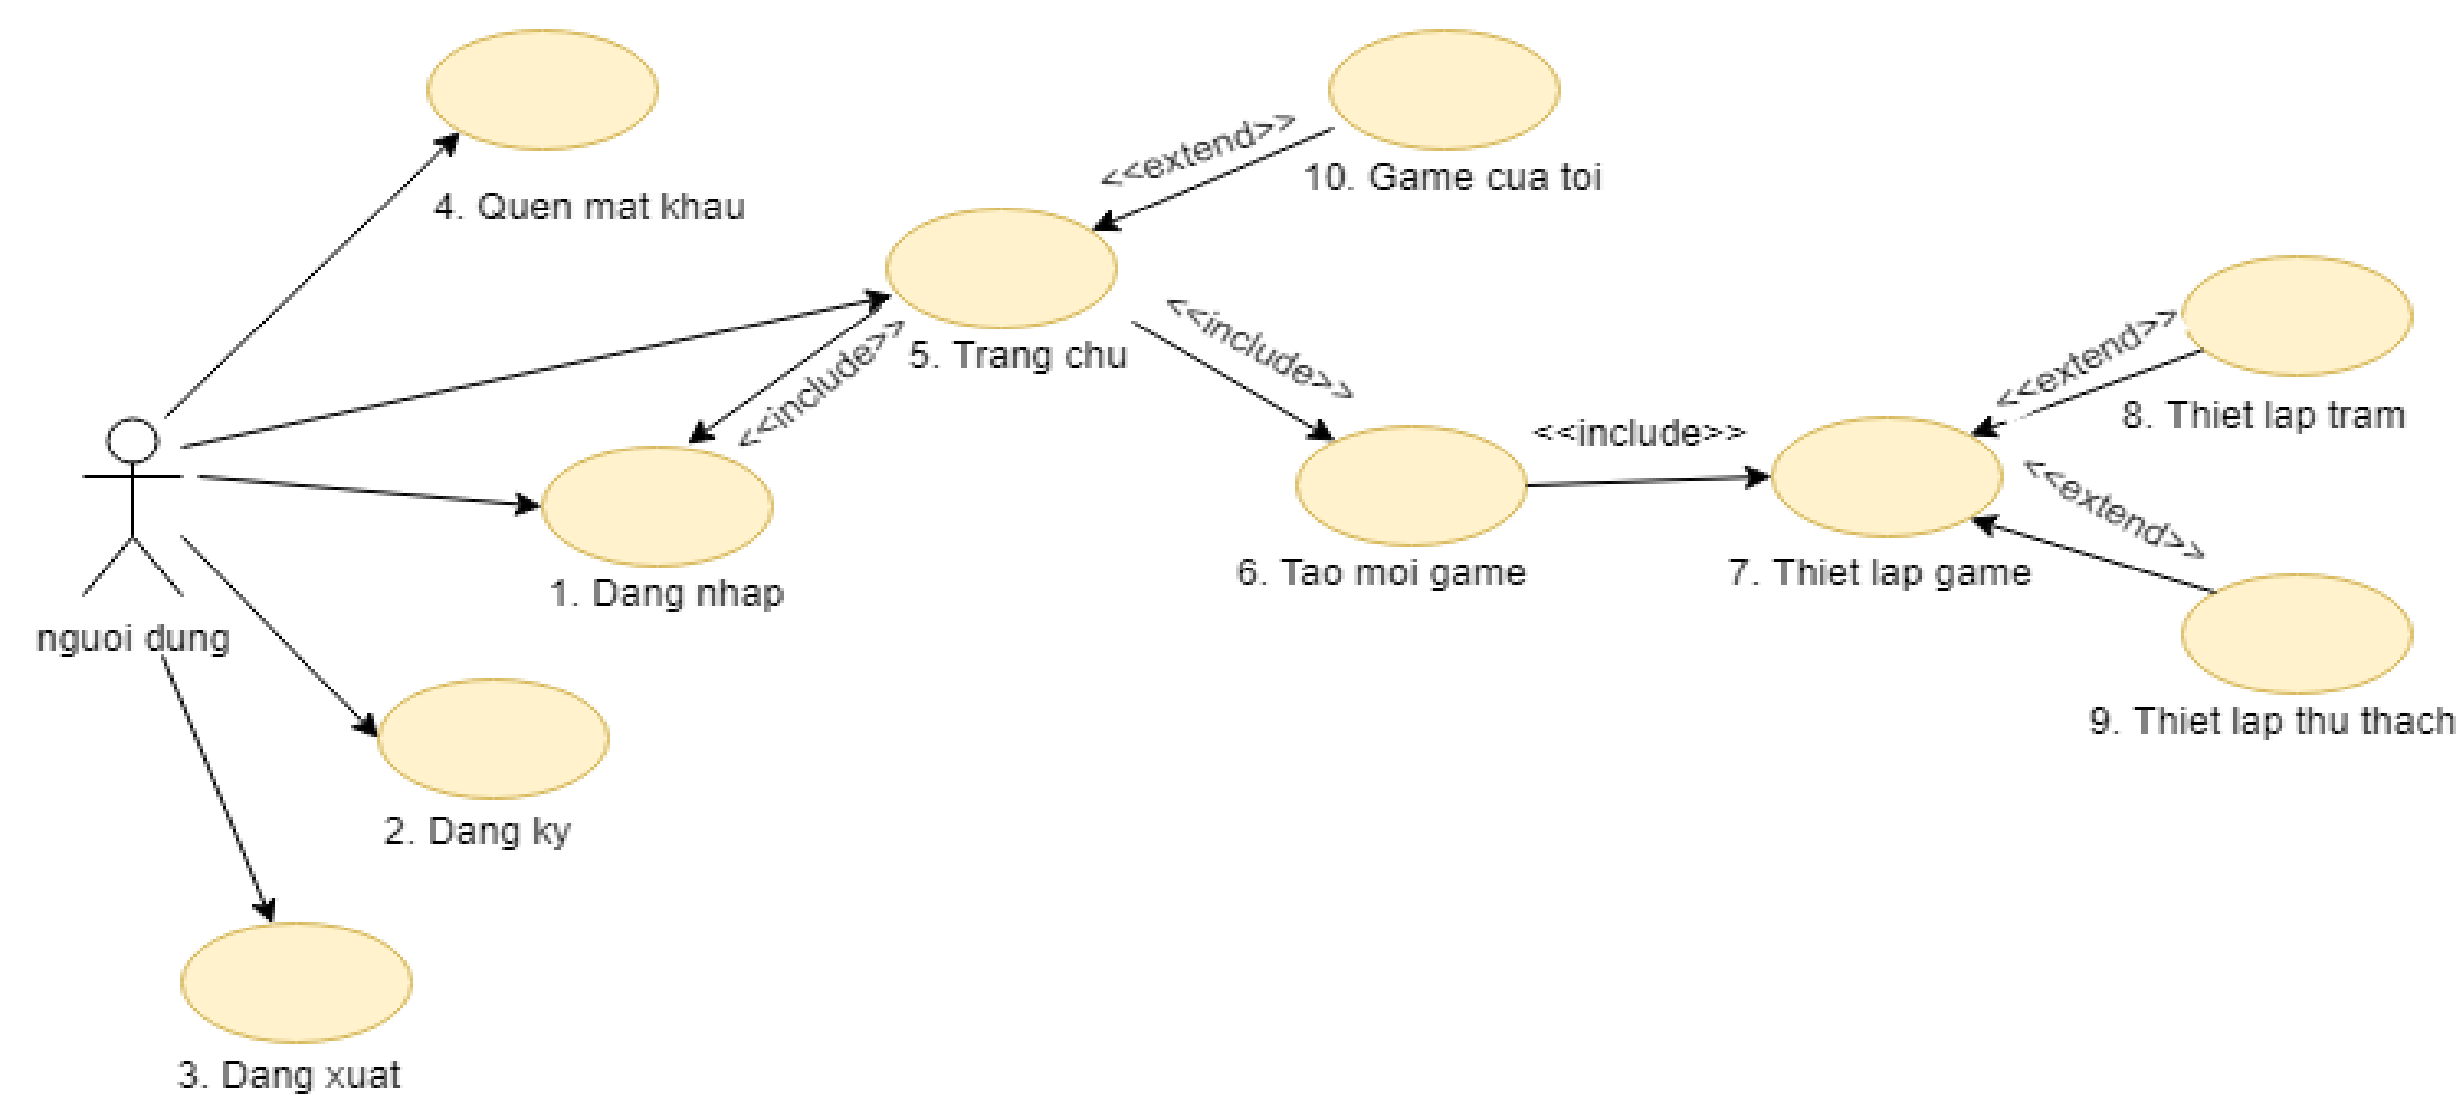 10. Game cua toi
<<extend>>
4. Quen mat khau
5. Trang chu
<<include>>
<<include>>
<<include>>
<<extend>>
8. Thiet lap tram
<<extend>>
6. Tao moi game
7. Thiet lap game
1. Dang nhap
nguoi dung
9. Thiet lap thu thach
2. Dang ky
3. Dang xuat